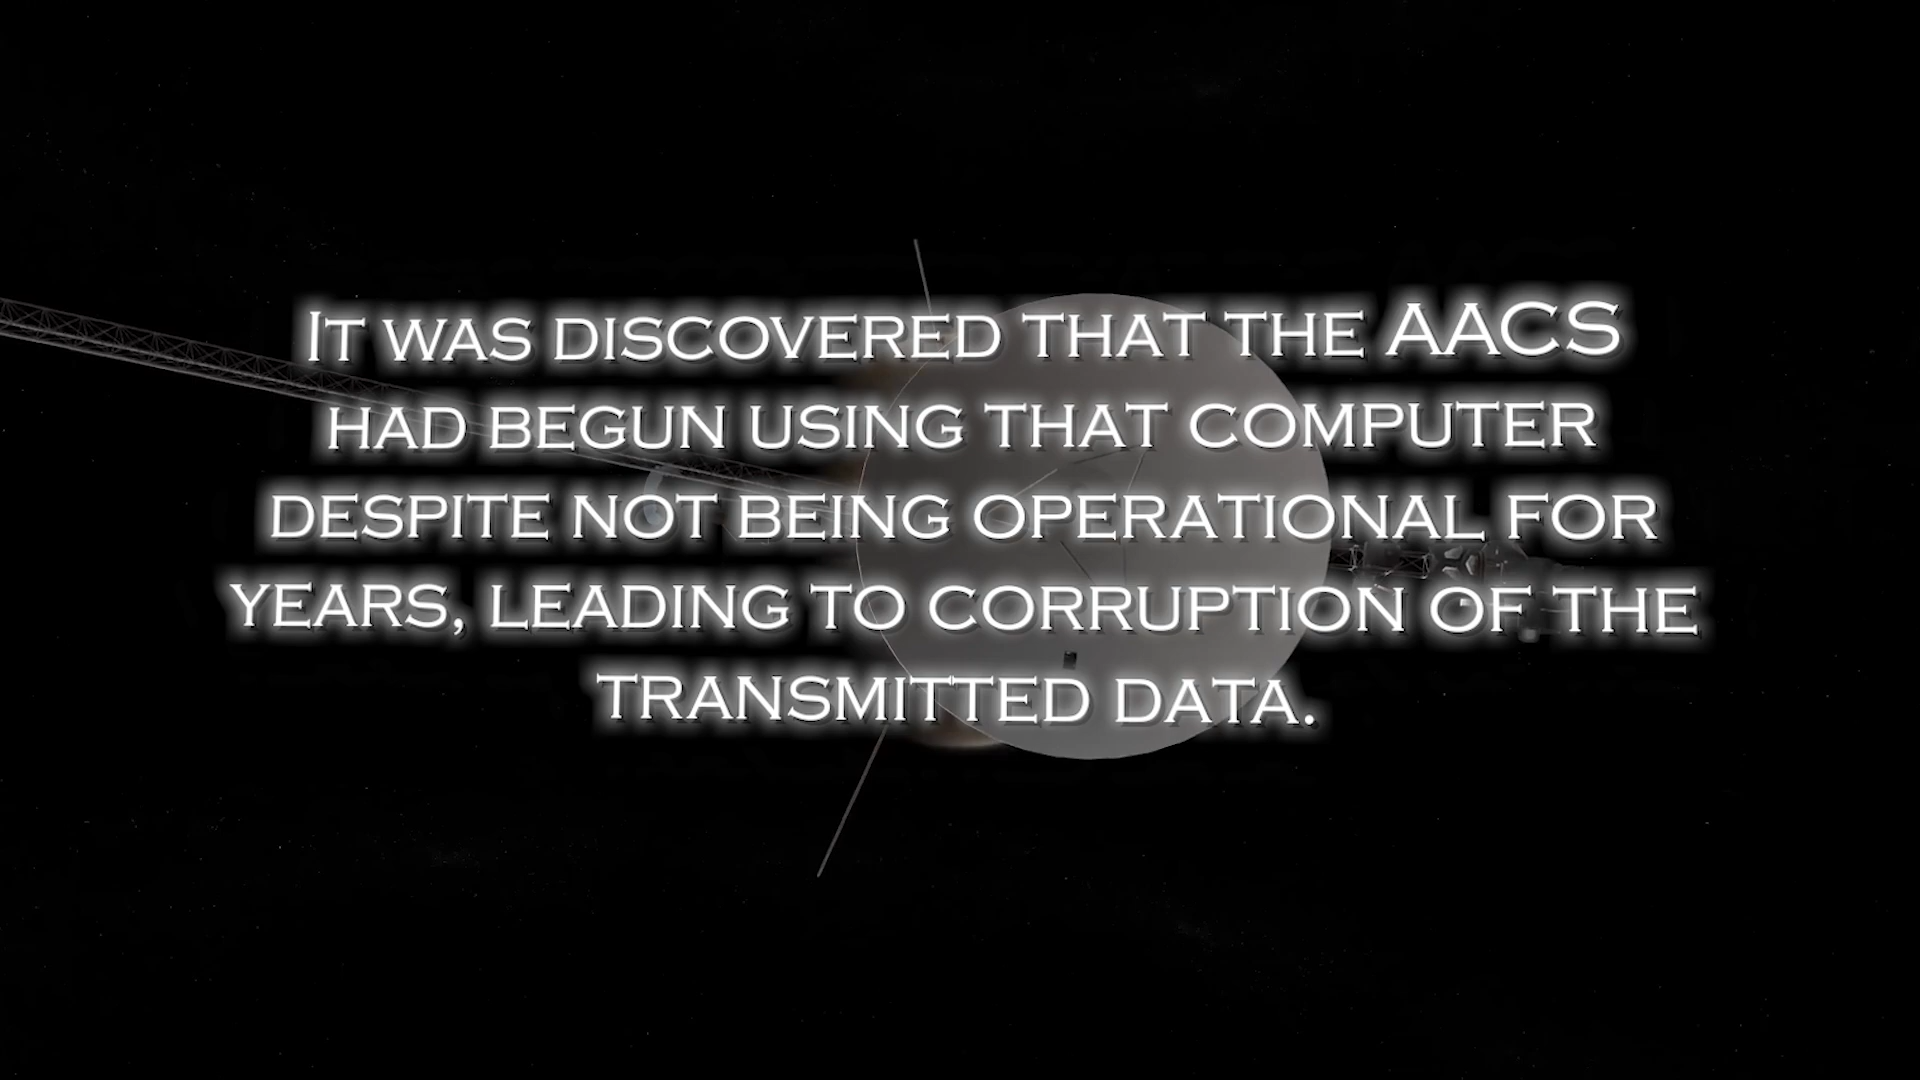 It was discovered that the AACS
had begun using that computer
despite not being operational for
years, leading to corruption of the
transmitted data.